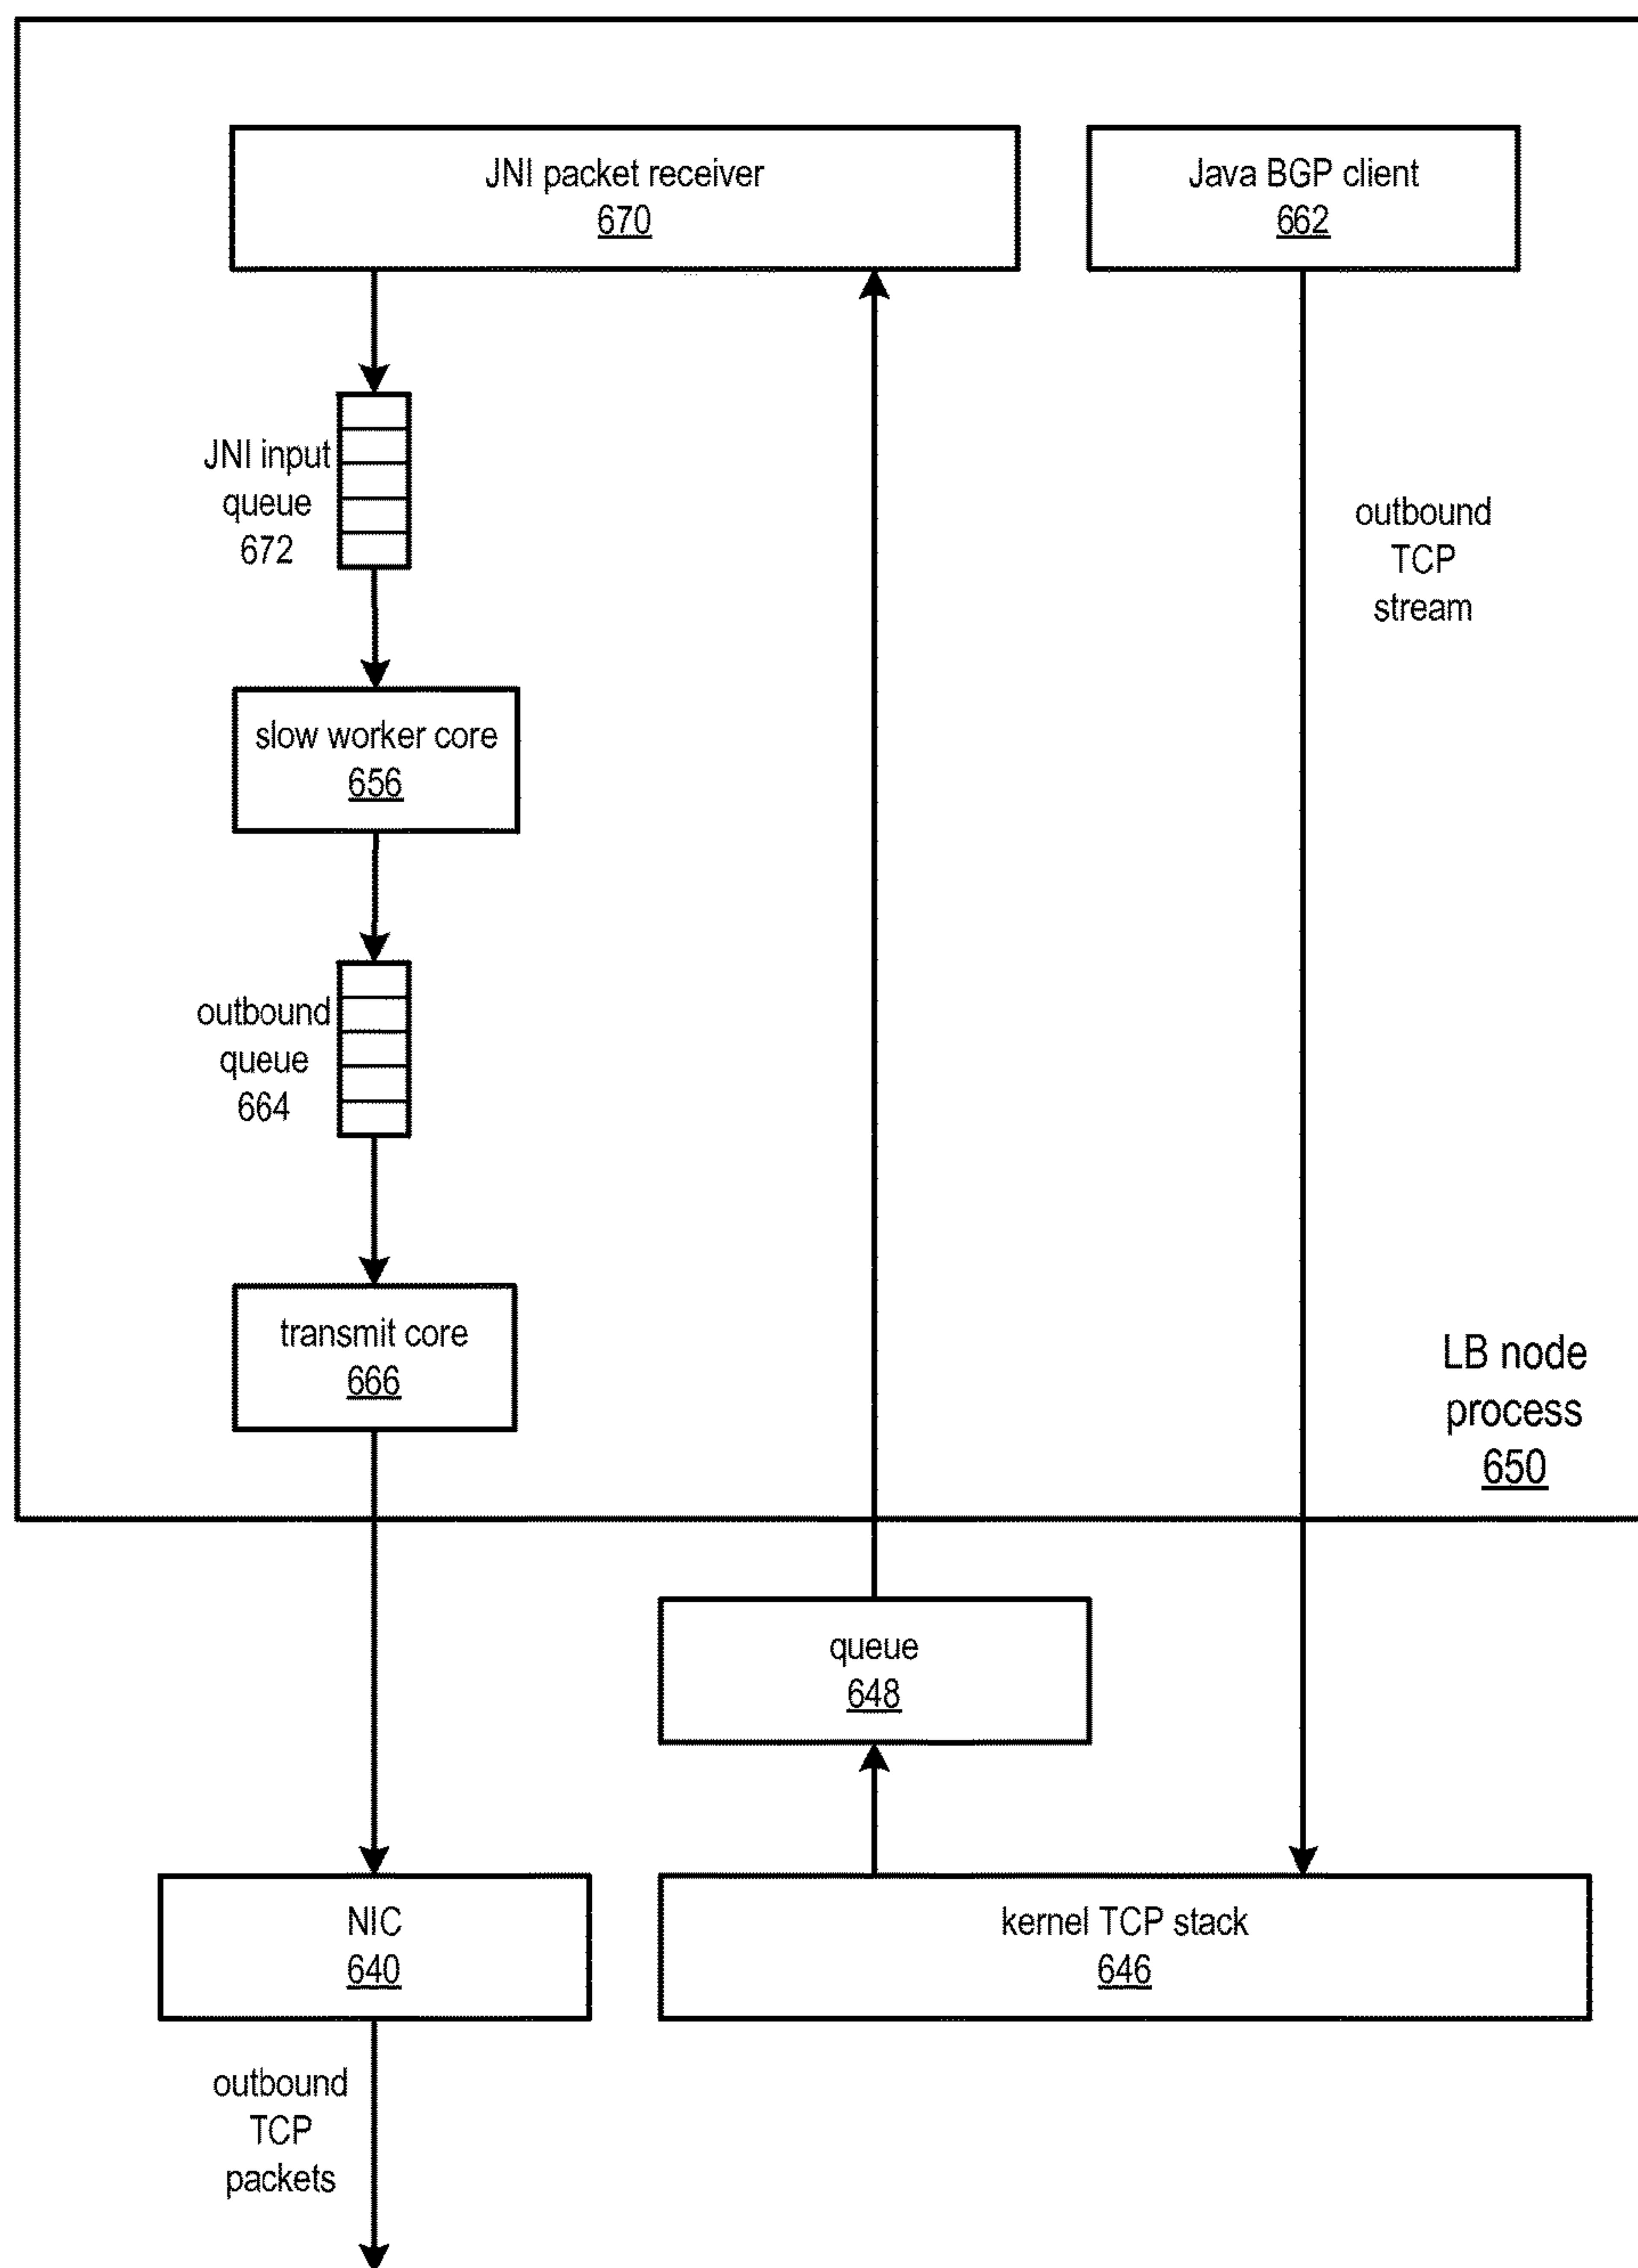 JNI packet receiver
670
Java BGP client
662
JNI input
queue
672
outbound
TCP
stream
slow worker core
656
outbound
queue
664
transmit core
666
LB node
process
650
queue
648
NIC
640
kernel TCP stack
646
outbound
TCP
packets